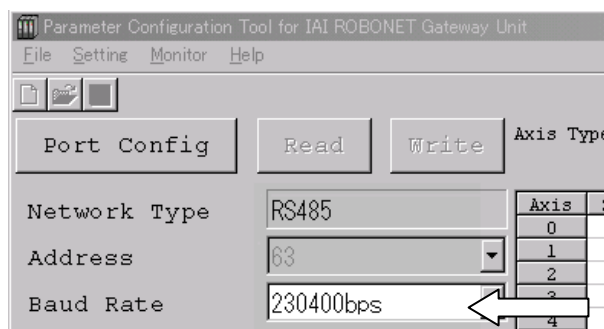 Parameter Configuration Tool for IAI ROBONET Gateway Unit
File Setting Monitor Help
Port Config Read Write Axis Type
Network Type RS485 Axis
0
Address 63 1
2
Baud Rate 230400bps 3
4